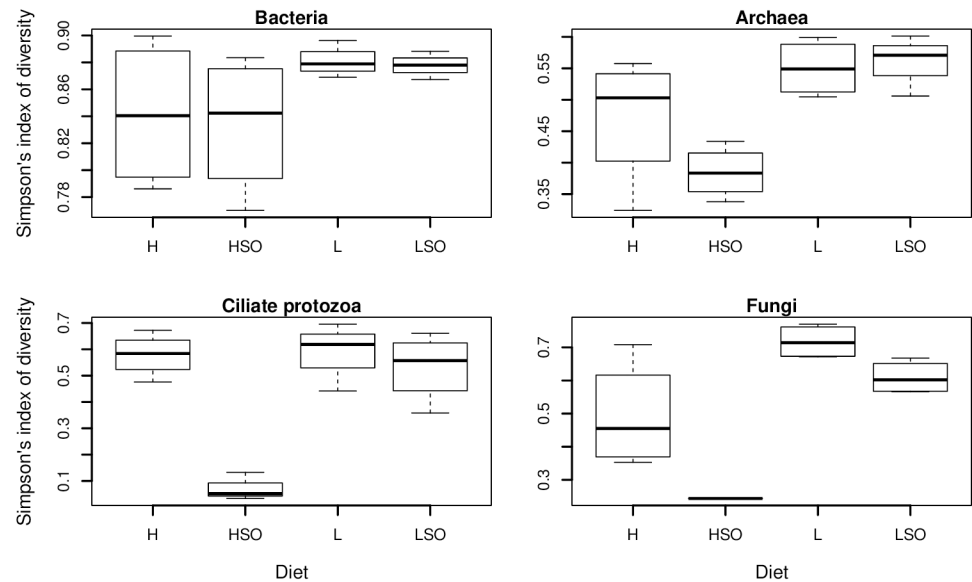 Bacteria
Simpson's index of diversity
0.90
0.86
0.82
0.78
H HSO L LSO
Archaea
0.55
0.45
0.35
H HSO L LSO
Ciliate protozoa
Simpson's index of diversity
0.7
0.5
0.3
0.1
H HSO L LSO
Diet
Fungi
0.7
0.5
0.3
H HSO L LSO
Diet